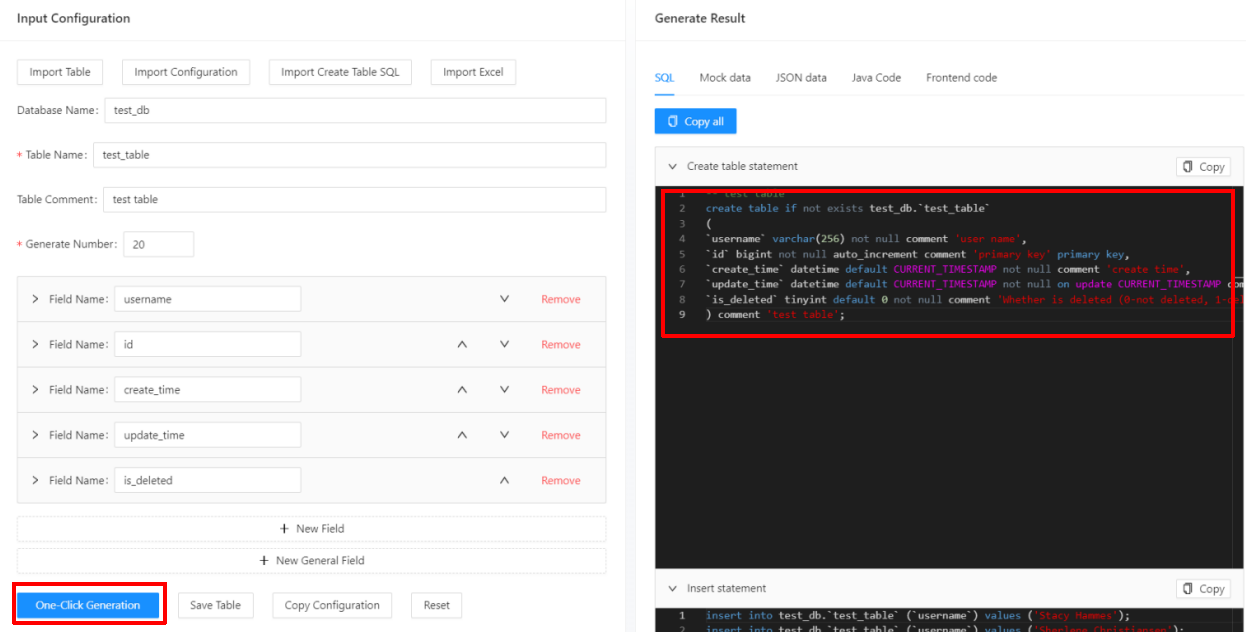 Input Configuration
Import Table
Import Configuration
Import Create Table SQL
Import Excel
Database Name: test_db
* Table Name: test_table
Table Comment: test table
* Generate Number: 20
Field Name: username
Remove
Field Name: id
Remove
Field Name: create_time
Remove
Field Name: update_time
Remove
Field Name: is_deleted
Remove
+ New Field
+ New General Field
One-Click Generation
Save Table
Copy Configuration
Reset
Generate Result
SQL
Mock data
JSON data
Java Code
Frontend code
Copy all
Create table statement
Copy
1 -- test table
2 create table if not exists test_db.`test_table`
3 (
4 `username` varchar(256) not null comment 'user name',
5 `id` bigint not null auto_increment comment 'primary key' primary key,
6 `create_time` datetime default CURRENT_TIMESTAMP not null comment 'create time',
7 `update_time` datetime default CURRENT_TIMESTAMP not null on update CURRENT_TIMESTAMP
8 `is_deleted` tinyint default 0 not null comment 'Whether is deleted (0-not deleted,
9 ) comment 'test table';
Insert statement
Copy
1 insert into test_db.`test_table` (`username`) values ('Stacy Hammes');
2 insert into test_db.`test_table` (`username`) values ('Sherlene Christiansen');